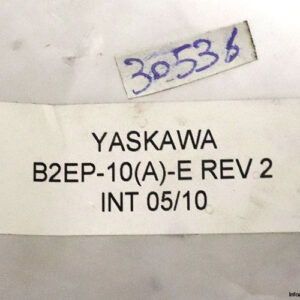 30536
YASKAWA
B2EP-10(A)-E REV 2
INT 05/10